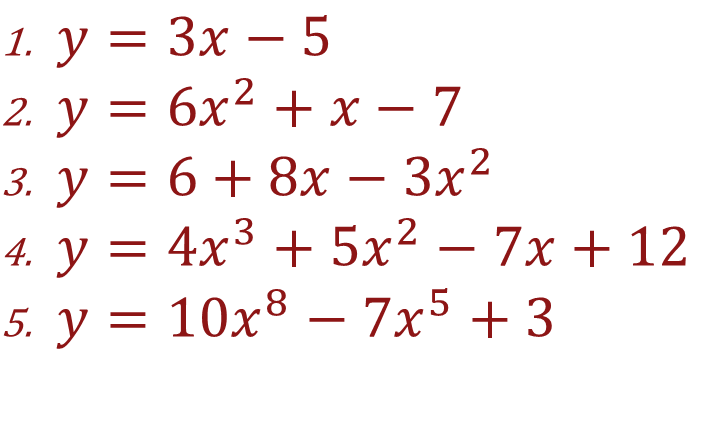 1. y = 3x − 5
2. y = 6x² + x − 7
3. y = 6 + 8x − 3x²
4. y = 4x³ + 5x² − 7x + 12
5. y = 10x⁸ − 7x⁵ + 3